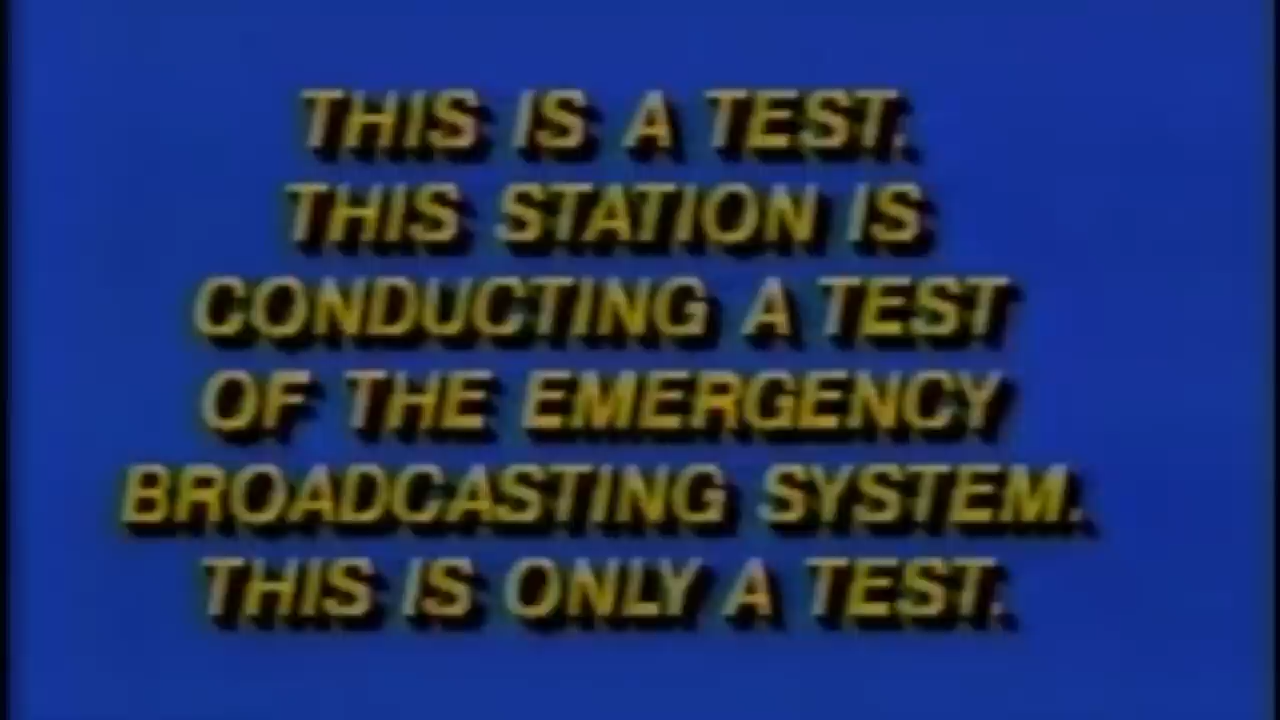 THIS IS A TEST.
THIS STATION IS
CONDUCTING A TEST
OF THE EMERGENCY
BROADCASTING SYSTEM.
THIS IS ONLY A TEST.